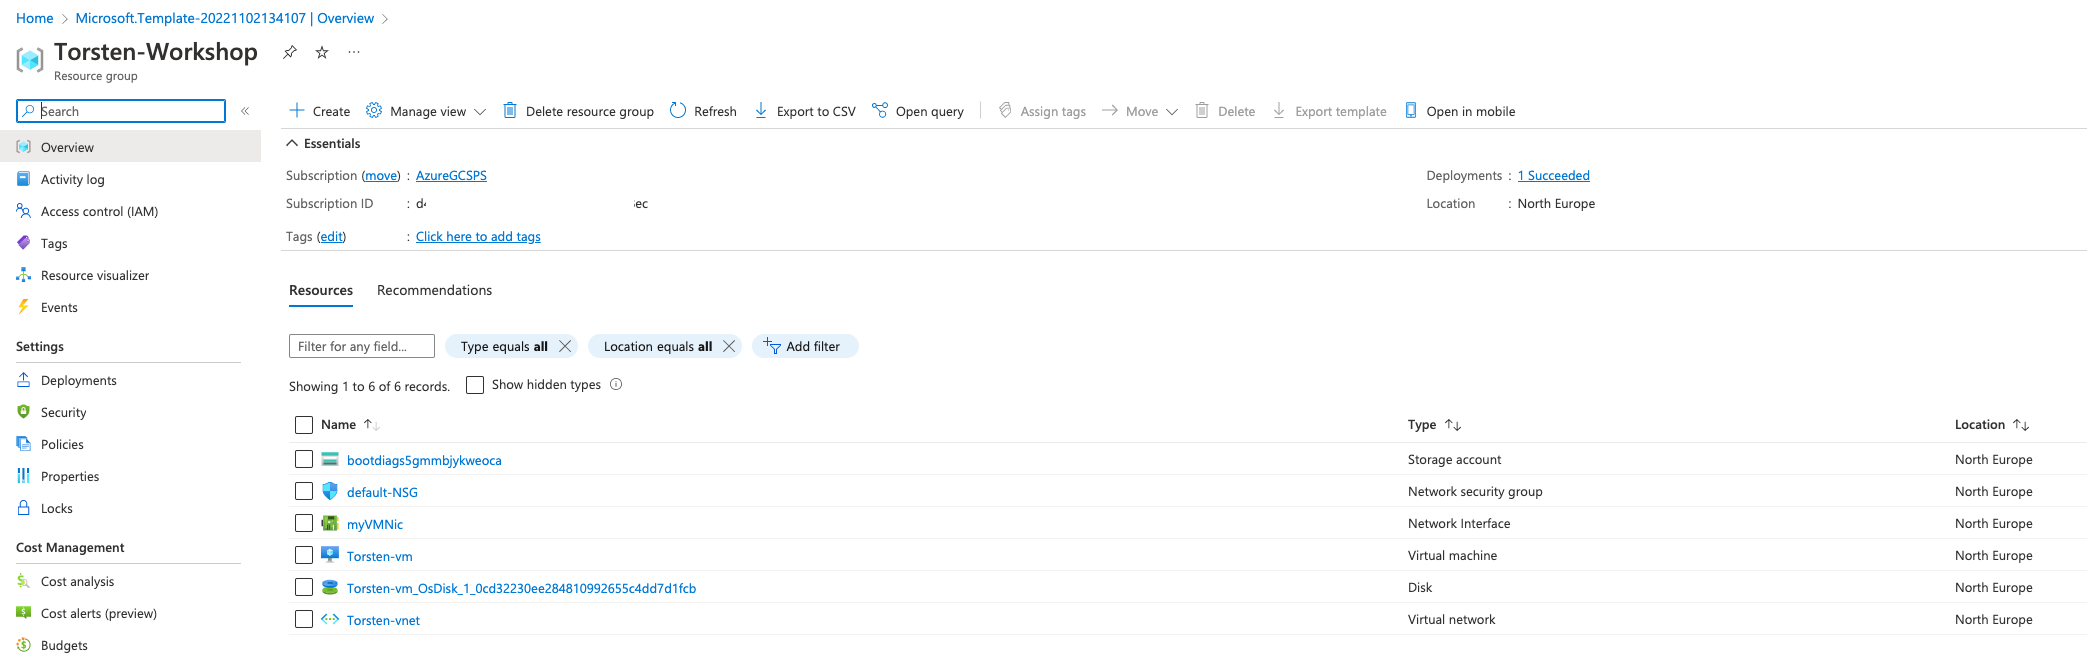 Home > Microsoft.Template-20221102134107 | Overview >
Torsten-Workshop ...
Resource group
Search «
Overview
Activity log
Access control (IAM)
Tags
Resource visualizer
Events
Settings
Deployments
Security
Policies
Properties
Locks
Cost Management
Cost analysis
Cost alerts (preview)
Budgets
Create Manage view Delete resource group Refresh Export to CSV Open query Assign tags Move Delete Export template Open in mobile
Essentials
Subscription (move) : AzureGCSPS
Subscription ID : ec
Tags (edit) : Click here to add tags
Deployments : 1 Succeeded
Location : North Europe
Resources Recommendations
Filter for any field... Type equals all Location equals all Add filter
Showing 1 to 6 of 6 records. Show hidden types
Name Type Location
bootdiags5gmmbjykweoca Storage account North Europe
default-NSG Network security group North Europe
myVMNic Network Interface North Europe
Torsten-vm Virtual machine North Europe
Torsten-vm_OsDisk_1_0cd32230ee284810992655c4dd7d1fcb Disk North Europe
Torsten-vnet Virtual network North Europe